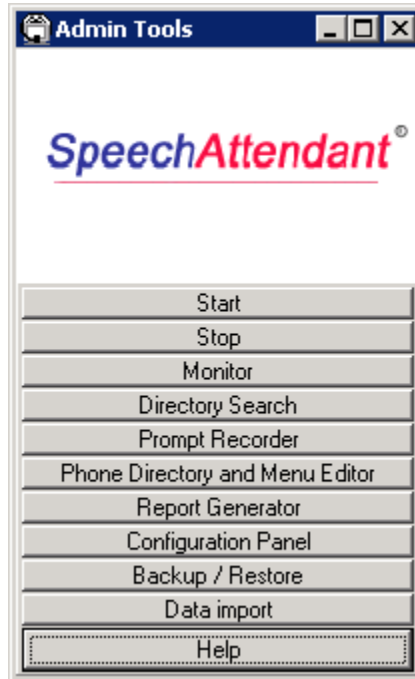 Admin Tools
SpeechAttendant®
Start
Stop
Monitor
Directory Search
Prompt Recorder
Phone Directory and Menu Editor
Report Generator
Configuration Panel
Backup / Restore
Data import
Help